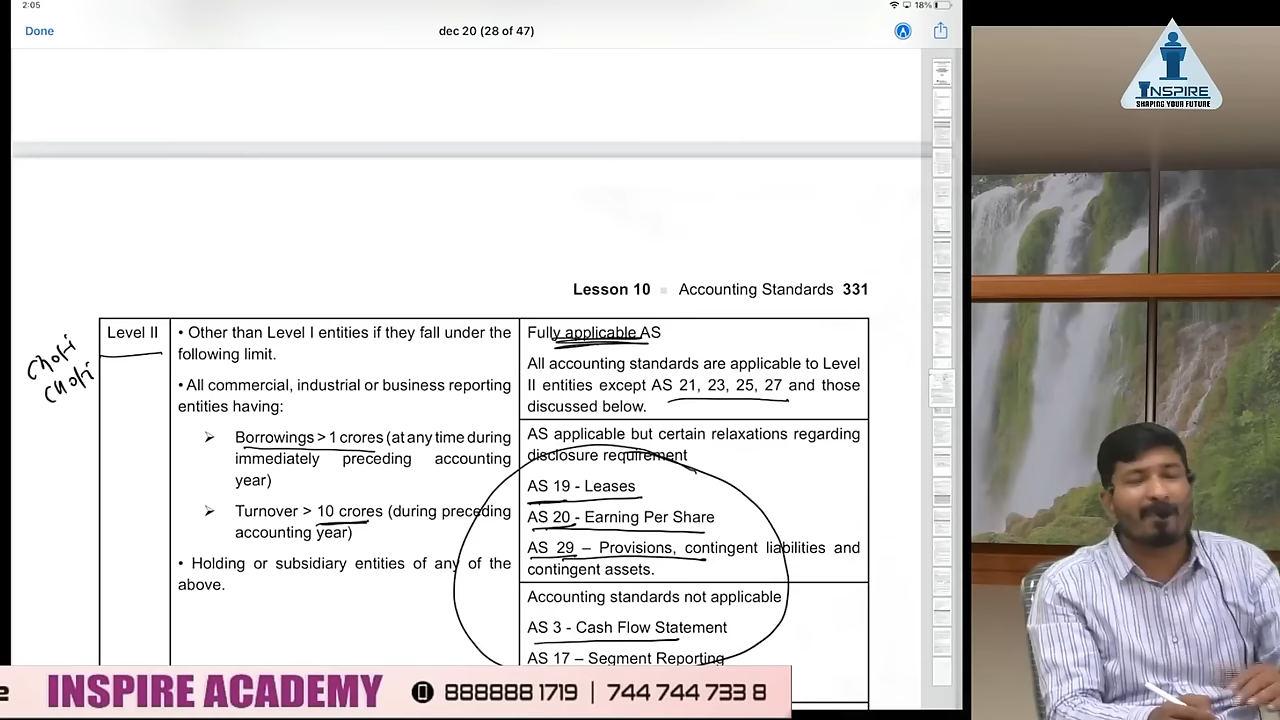 2:05
18%
Done
dec 20 (28 of 47)
INSPIRE
SHAPING YOUR FUTURE
Lesson 10 Accounting Standards 331
Level II
• Other than Level I entities if they fall under the
following limit.
• All commercial, industrial or business reporting
entities having:
➢ Borrowings > 1 crores (at any time during
immediately preceding accounting
year)
➢ Turnover > 10 crores (during preceding
accounting year)
• Holding or subsidiary entities of any of the
above.
Fully applicable AS
All accounting standards are applicable to Level
II entities except AS 21, 23, 25, 27 and those
discussed below.
AS applicable but certain relaxations regarding
disclosure requirement
AS 19 - Leases
AS 20 - Earning Per Share
AS 29 – Provisions, contingent liabilities and
contingent assets.
Accounting standards not applicable
AS 3 - Cash Flow Statement
AS 17 – Segment Reporting
INSPIRE ACADEMY 888888 1719 | 744 744 733 8